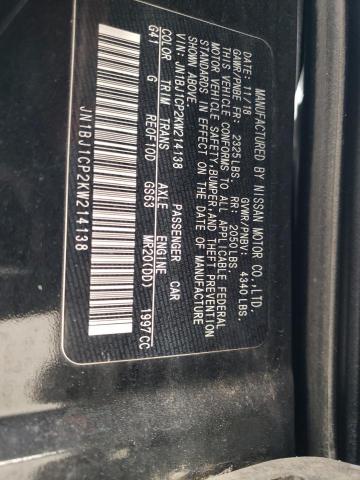 MFD BY NISSAN MOTOR CO.,LTD.
11/18 GVWR/PNBV: 4340 LBS.
GAWR/PNBE FR: 2325 LBS. RR: 2050 LBS.
THIS VEHICLE CONFORMS TO ALL APPLICABLE FEDERAL
MOTOR VEHICLE SAFETY,BUMPER,AND THEFT PREVENTION
STANDARDS IN EFFECT ON THE DATE OF MANUFACTURE
SHOWN ABOVE.
VIN:JN1BJ1CP2KW214138 PASSENGER CAR
COLOR TRIM TRANS AXLE ENGINE
G41 G RE0F10D GS63 MR20(DD) 1997CC
JN1BJ1CP2KW214138